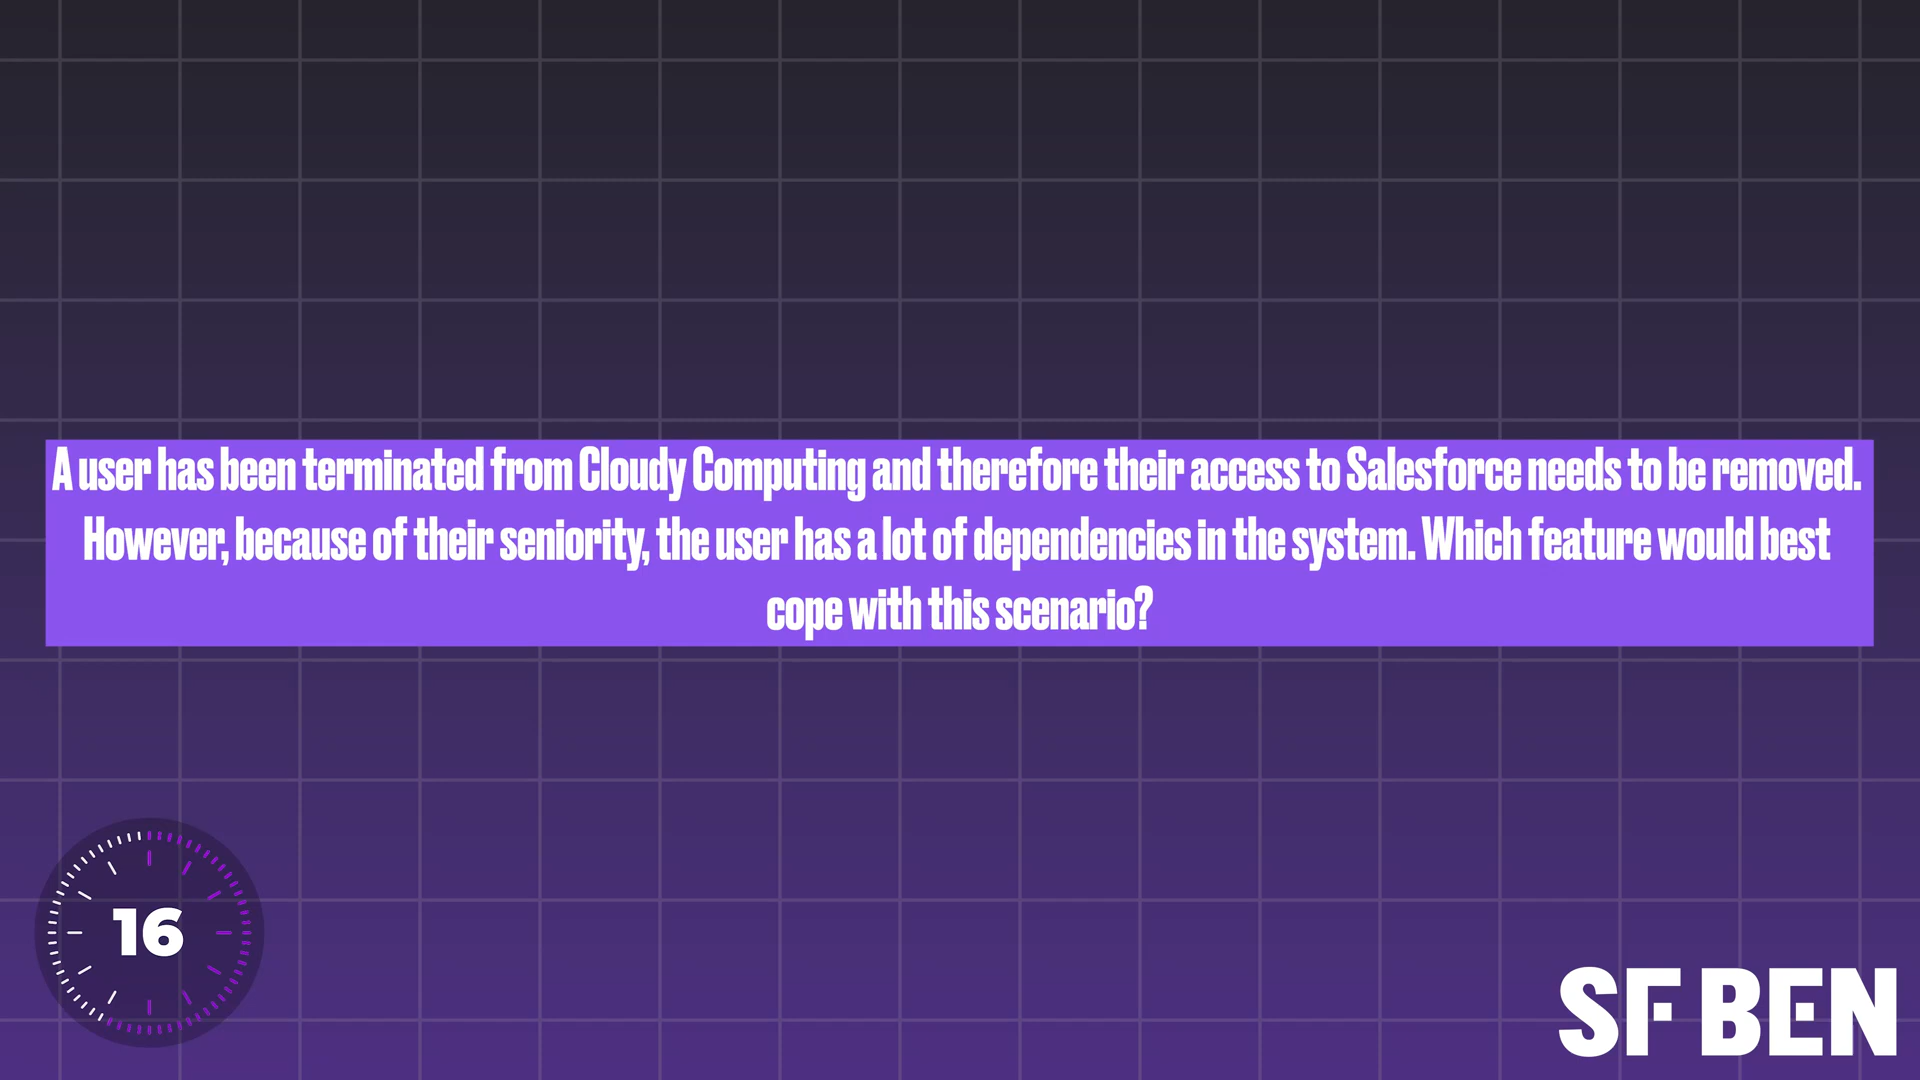 A user has been terminated from Cloudy Computing and therefore their access to Salesforce needs to be removed.
However, because of their seniority, the user has a lot of dependencies in the system. Which feature would best
cope with this scenario?
16
SF BEN